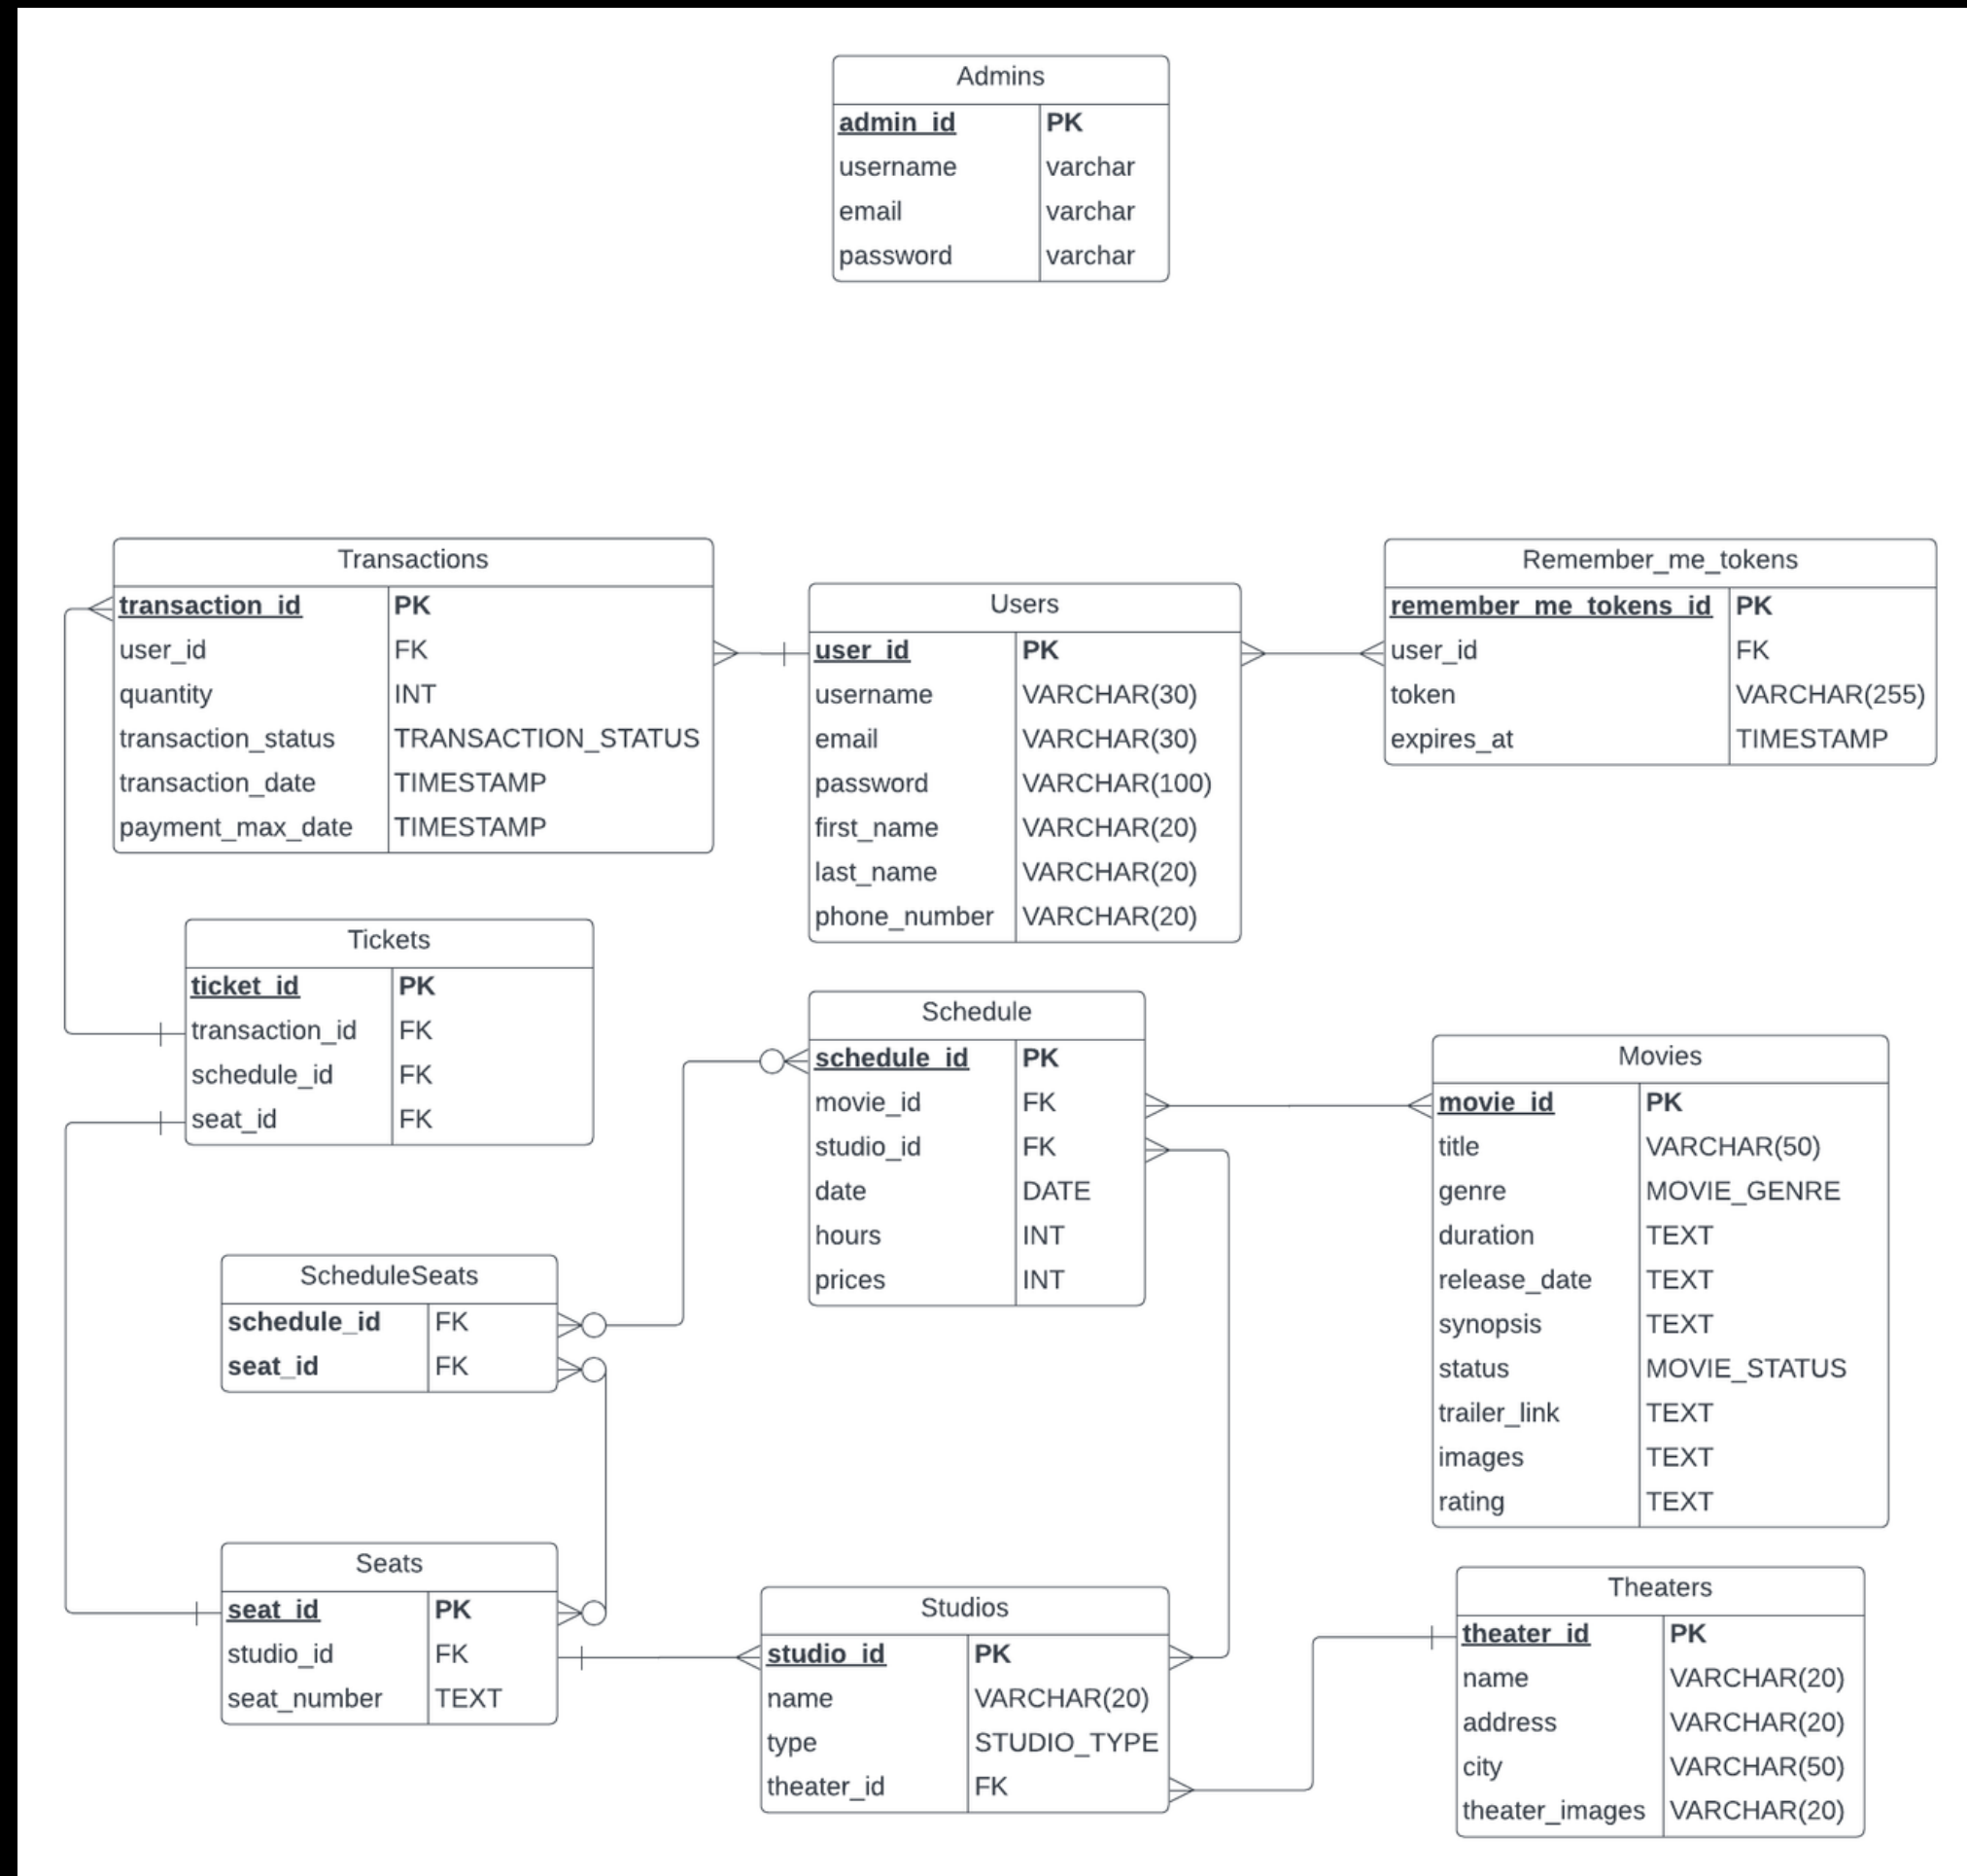 Admins
admin_id PK
username varchar
email varchar
password varchar
Transactions
transaction_id PK
user_id FK
quantity INT
transaction_status TRANSACTION_STATUS
transaction_date TIMESTAMP
payment_max_date TIMESTAMP
Users
user_id PK
username VARCHAR(30)
email VARCHAR(30)
password VARCHAR(100)
first_name VARCHAR(20)
last_name VARCHAR(20)
phone_number VARCHAR(20)
Remember_me_tokens
remember_me_tokens_id PK
user_id FK
token VARCHAR(255)
expires_at TIMESTAMP
Tickets
ticket_id PK
transaction_id FK
schedule_id FK
seat_id FK
Schedule
schedule_id PK
movie_id FK
studio_id FK
date DATE
hours INT
prices INT
Movies
movie_id PK
title VARCHAR(50)
genre MOVIE_GENRE
duration TEXT
release_date TEXT
synopsis TEXT
status MOVIE_STATUS
trailer_link TEXT
images TEXT
rating TEXT
ScheduleSeats
schedule_id FK
seat_id FK
Seats
seat_id PK
studio_id FK
seat_number TEXT
Studios
studio_id PK
name VARCHAR(20)
type STUDIO_TYPE
theater_id FK
Theaters
theater_id PK
name VARCHAR(20)
address VARCHAR(20)
city VARCHAR(50)
theater_images VARCHAR(20)